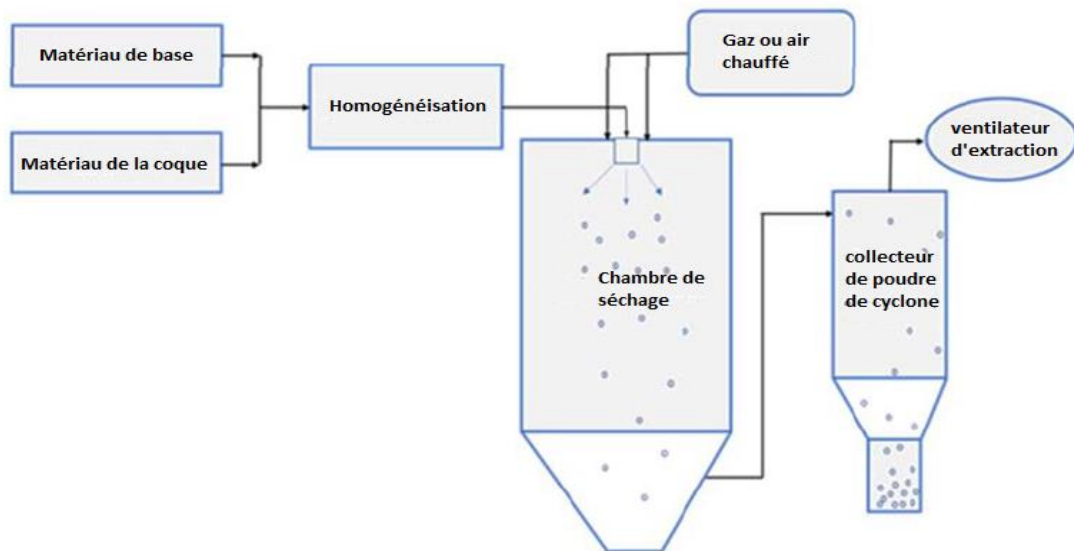 Matériau de base
Matériau de la coque
Homogénéisation
Gaz ou air
chauffé
Chambre de
séchage
ventilateur
d'extraction
collecteur
de poudre
de cyclone